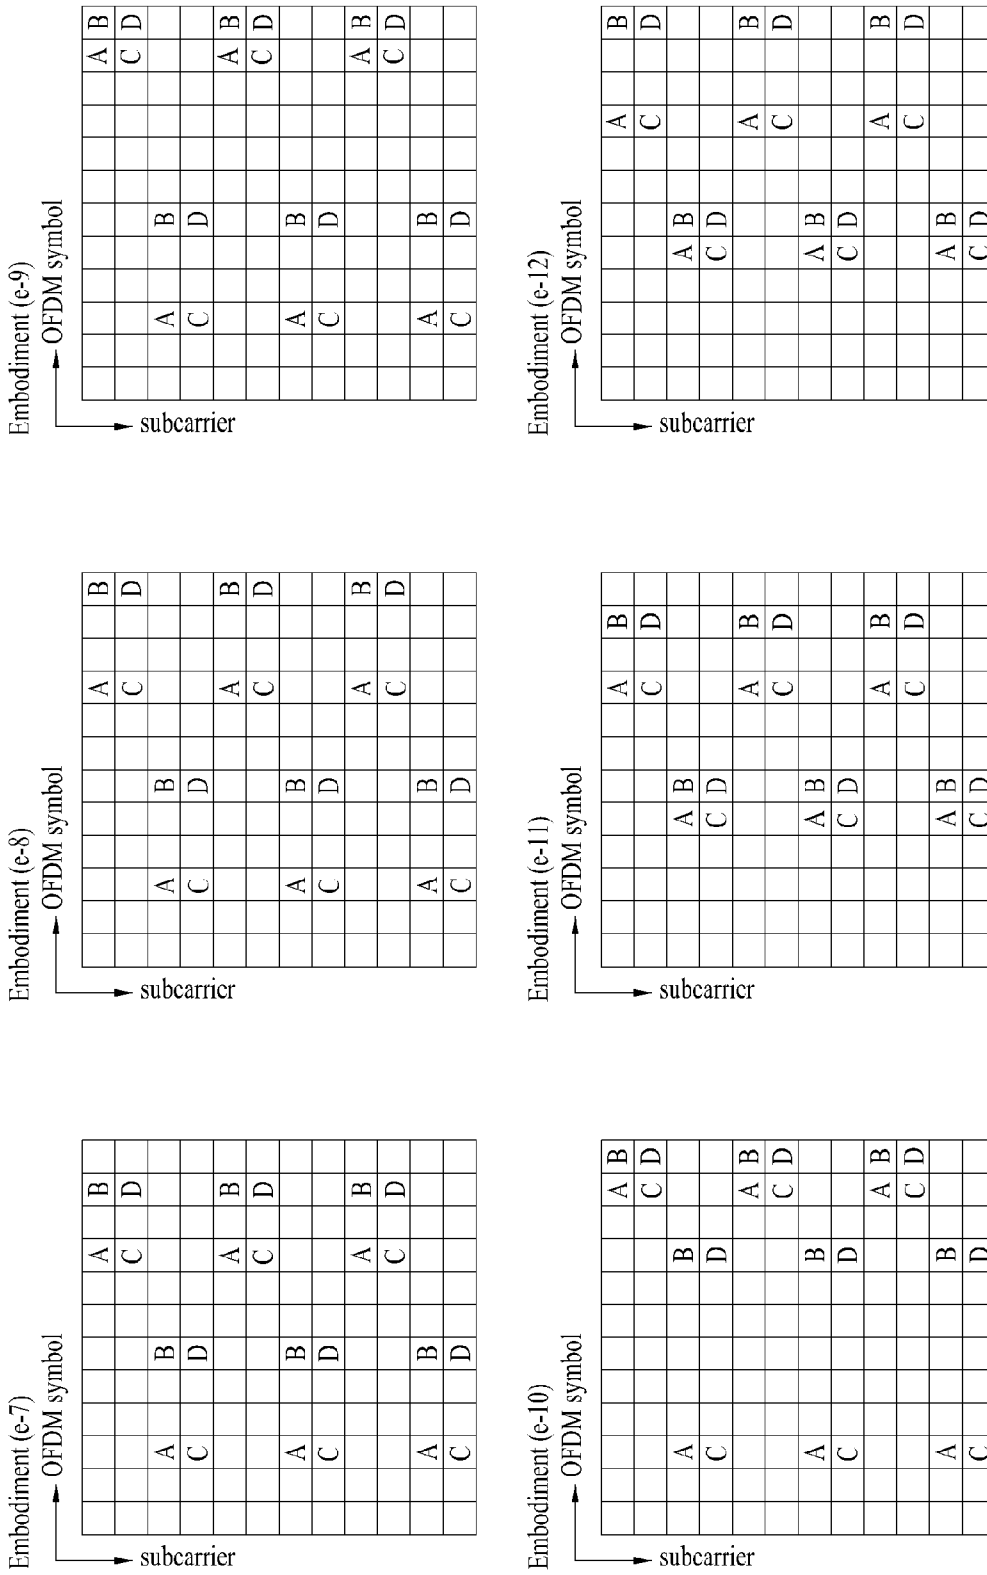 Embodiment (e-7)
OFDM symbol
subcarrier
A B
C D
A B
C D
A B
C D
A B
C D
A B
C D
A B
C D
Embodiment (e-8)
OFDM symbol
subcarrier
A B
C D
A B
C D
A B
C D
A B
C D
A B
C D
A B
C D
Embodiment (e-9)
OFDM symbol
subcarrier
A B
C D
A B
C D
A B
C D
A B
C D
A B
C D
A B
C D
Embodiment (e-10)
OFDM symbol
subcarrier
A B
C D
A B
C D
A B
C D
A B
C D
A B
C D
A B
C D
Embodiment (e-11)
OFDM symbol
subcarrier
A B
C D
A B
C D
A B
C D
A B
C D
A B
C D
A B
C D
Embodiment (e-12)
OFDM symbol
subcarrier
A B
C D
A B
C D
A B
C D
A B
C D
A B
C D
A B
C D